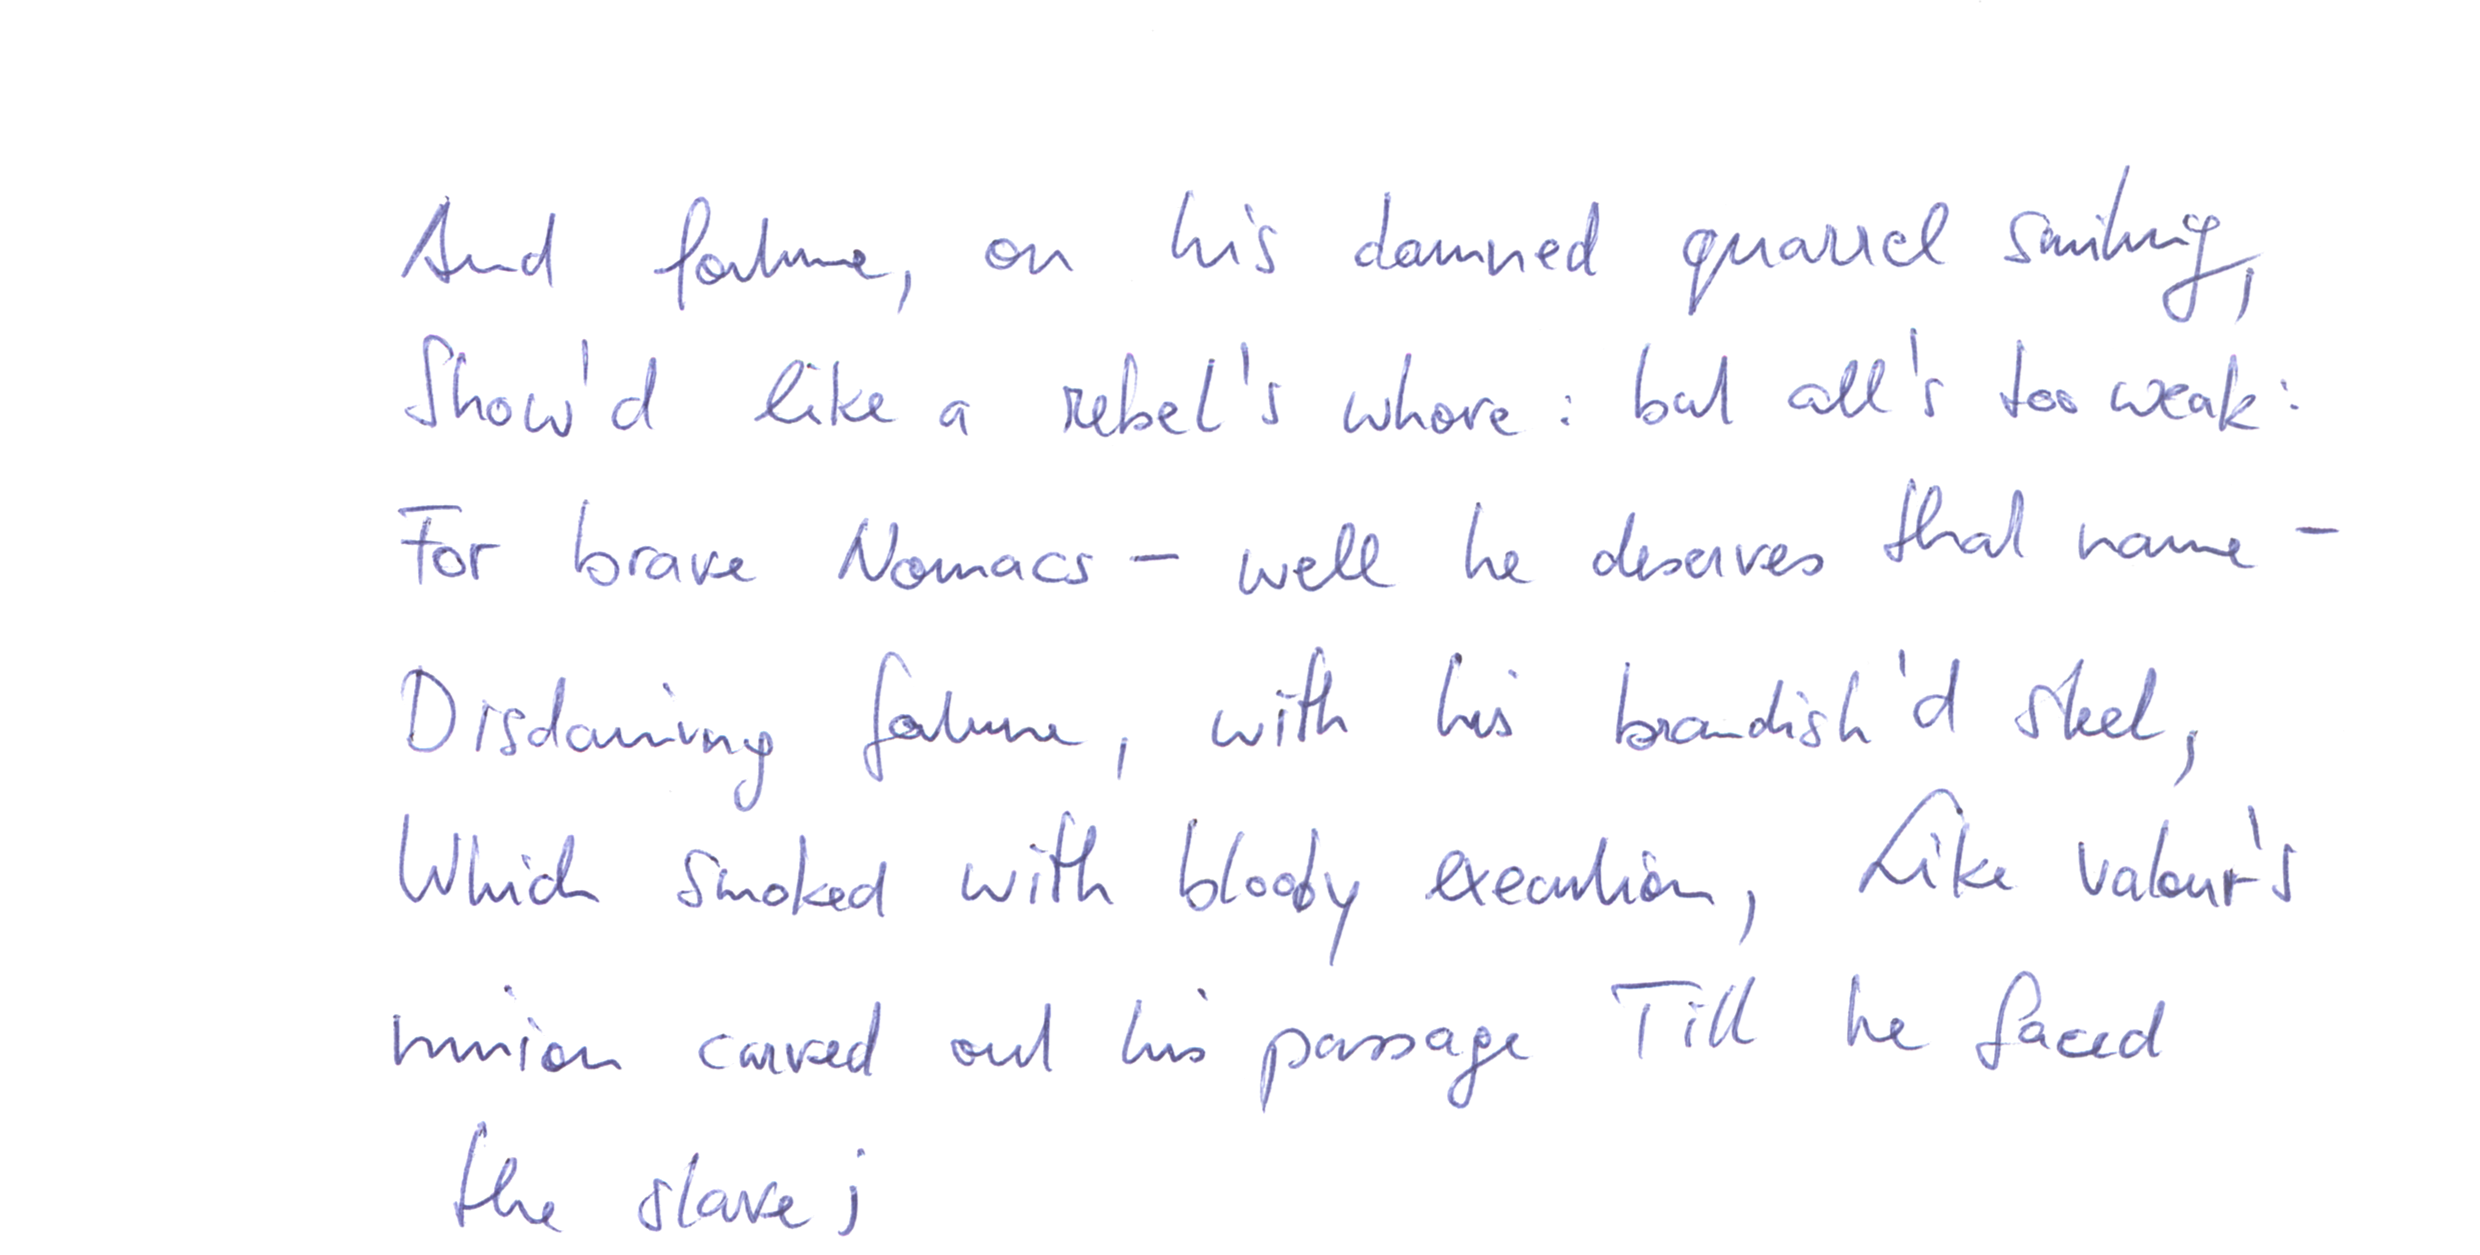 And fortune, on his damned quarrel smiling,
Show'd like a rebel's whore: but all's too weak:
For brave Nomacs - well he deserves that name -
Disdaining fortune, with his brandish'd steel,
Which smoked with bloody execution, Like valour's
minion carved out his passage Till he faced
the slave;